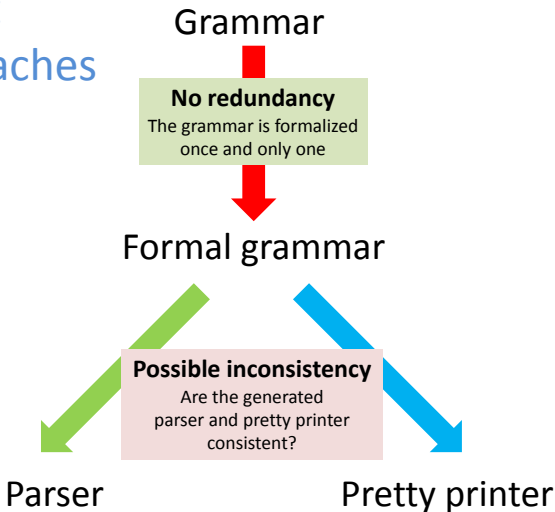 Grammar
aches
No redundancy
The grammar is formalized
once and only one
Formal grammar
Possible inconsistency
Are the generated
parser and pretty printer
consistent?
Parser
Pretty printer